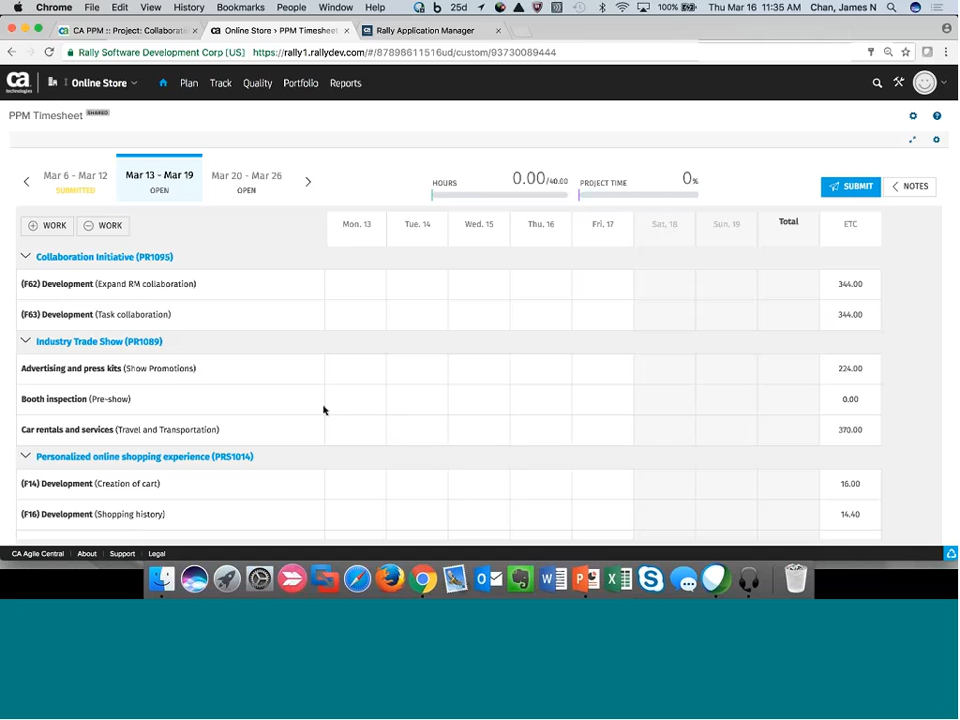 Chrome File Edit View History Bookmarks People Window Help 25d 100% Thu Mar 16 11:35 AM Chan, James N
CA PPM :: Project: Collaborati × Online Store › PPM Timesheet × Rally Application Manager ×
Rally Software Development Corp [US] https://rally1.rallydev.com/#/87898611516ud/custom/93730089444
ca technologies Online Store Plan Track Quality Portfolio Reports
PPM Timesheet SHARED
Mar 6 - Mar 12 Mar 13 - Mar 19 Mar 20 - Mar 26
SUBMITTED OPEN OPEN
HOURS 0.00/40.00 PROJECT TIME 0% SUBMIT NOTES
WORK WORK Mon. 13 Tue. 14 Wed. 15 Thu. 16 Fri. 17 Sat. 18 Sun. 19 Total ETC
Collaboration Initiative (PR1095)
(F62) Development (Expand RM collaboration) 344.00
(F63) Development (Task collaboration) 344.00
Industry Trade Show (PR1089)
Advertising and press kits (Show Promotions) 224.00
Booth inspection (Pre-show) 0.00
Car rentals and services (Travel and Transportation) 370.00
Personalized online shopping experience (PRS1014)
(F14) Development (Creation of cart) 16.00
(F16) Development (Shopping history) 14.40
CA Agile Central About Support Legal